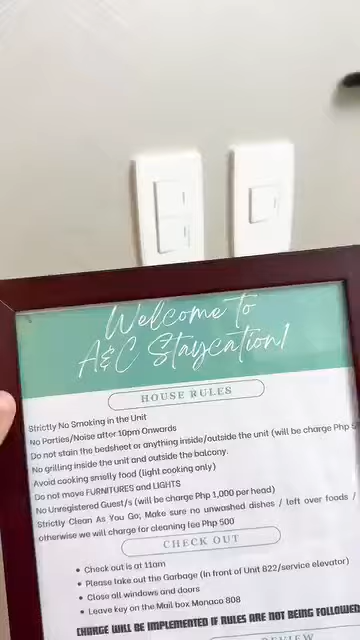 Welcome to
A&C Staycation!
HOUSE RULES
Strictly No Smoking in the Unit
No Parties/Noise after 10pm Onwards
Do not stain the bedsheet or anything inside/outside the unit (will be charge Php
No grilling inside the unit and outside the balcony.
Avoid cooking smelly food (light cooking only)
Do not move FURNITURES and LIGHTS
No Unregistered Guest/s (will be charge Php 1,000 per head)
Strictly Clean As You Go; Make sure no unwashed dishes / left over foods /
otherwise we will charge for cleaning fee Php 500
CHECK OUT
• Check out is at 11am
• Please take out the Garbage (In front of Unit 822/service elevator)
• Close all windows and doors
• Leave key on the Mail box Monaco 808
CHARGE WILL BE IMPLEMENTED IF RULES ARE NOT BEING FOLLOWED
REVIEW